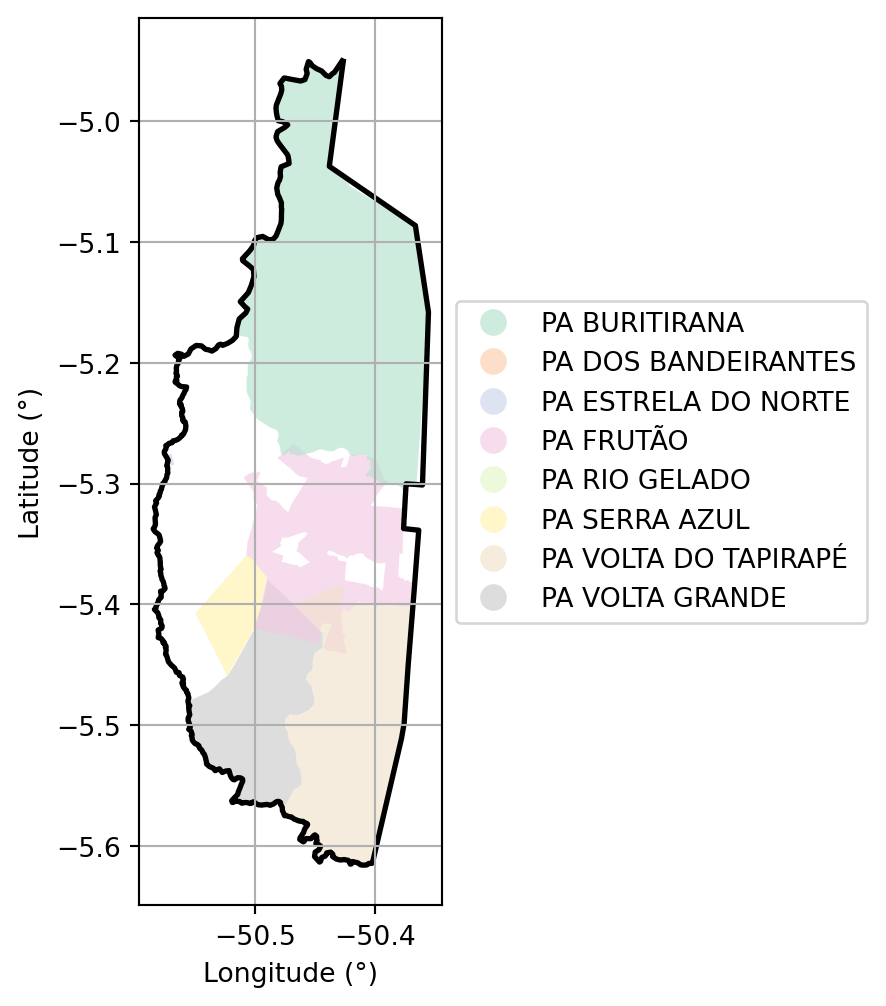 −5.0
−5.1
−5.2
−5.3
−5.4
−5.5
−5.6
Latitude (°)
−50.5
−50.4
Longitude (°)
PA BURITIRANA
PA DOS BANDEIRANTES
PA ESTRELA DO NORTE
PA FRUTÃO
PA RIO GELADO
PA SERRA AZUL
PA VOLTA DO TAPIRAPÉ
PA VOLTA GRANDE